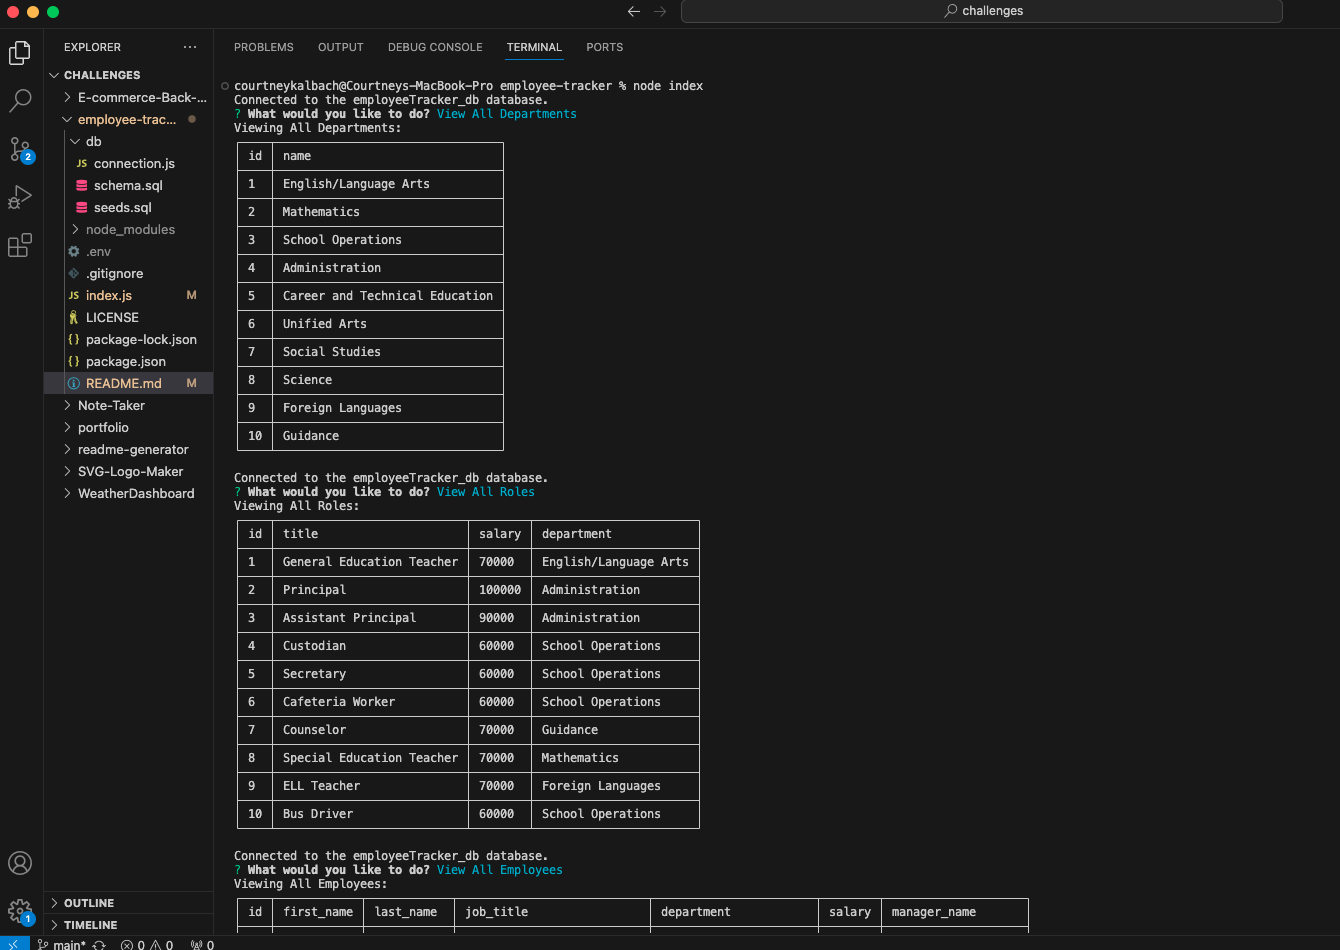 challenges
EXPLORER
CHALLENGES
E-commerce-Back-...
employee-trac...
db
JS connection.js
schema.sql
seeds.sql
node_modules
.env
.gitignore
JS index.js M
LICENSE
{} package-lock.json
{} package.json
README.md M
Note-Taker
portfolio
readme-generator
SVG-Logo-Maker
WeatherDashboard
OUTLINE
TIMELINE
2
1
PROBLEMS OUTPUT DEBUG CONSOLE TERMINAL PORTS
courtneykalbach@Courtneys-MacBook-Pro employee-tracker % node index
Connected to the employeeTracker_db database.
? What would you like to do? View All Departments
Viewing All Departments:
id name
1 English/Language Arts
2 Mathematics
3 School Operations
4 Administration
5 Career and Technical Education
6 Unified Arts
7 Social Studies
8 Science
9 Foreign Languages
10 Guidance
Connected to the employeeTracker_db database.
? What would you like to do? View All Roles
Viewing All Roles:
id title salary department
1 General Education Teacher 70000 English/Language Arts
2 Principal 100000 Administration
3 Assistant Principal 90000 Administration
4 Custodian 60000 School Operations
5 Secretary 60000 School Operations
6 Cafeteria Worker 60000 School Operations
7 Counselor 70000 Guidance
8 Special Education Teacher 70000 Mathematics
9 ELL Teacher 70000 Foreign Languages
10 Bus Driver 60000 School Operations
Connected to the employeeTracker_db database.
? What would you like to do? View All Employees
Viewing All Employees:
id first_name last_name job_title department salary manager_name
main* 0 0 0